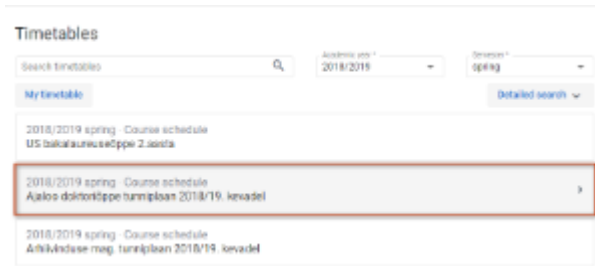 Timetables
Search timetables
Academic year *
2018/2019
Semester *
spring
My timetable
Detailed search
2018/2019 spring · Course schedule
US bakalaureuseõppe 2.aasta
2018/2019 spring · Course schedule
Ajaloo doktoriõppe tunniplaan 2018/19. kevadel
2018/2019 spring · Course schedule
Arhiivinduse mag. tunniplaan 2018/19. kevadel